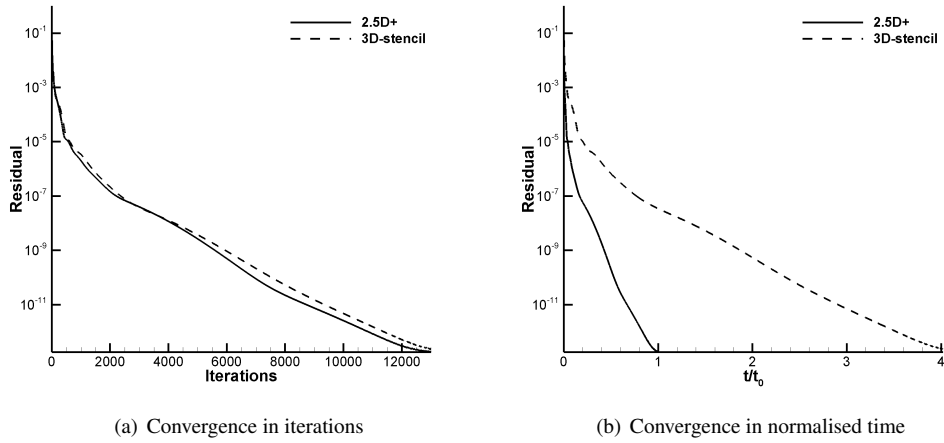 2.5D+
3D-stencil
10-1
10-3
10-5
10-7
10-9
10-11
Residual
0 2000 4000 6000 8000 10000 12000
Iterations
(a) Convergence in iterations
2.5D+
3D-stencil
10-1
10-3
10-5
10-7
10-9
10-11
Residual
0 1 2 3 4
t/t0
(b) Convergence in normalised time